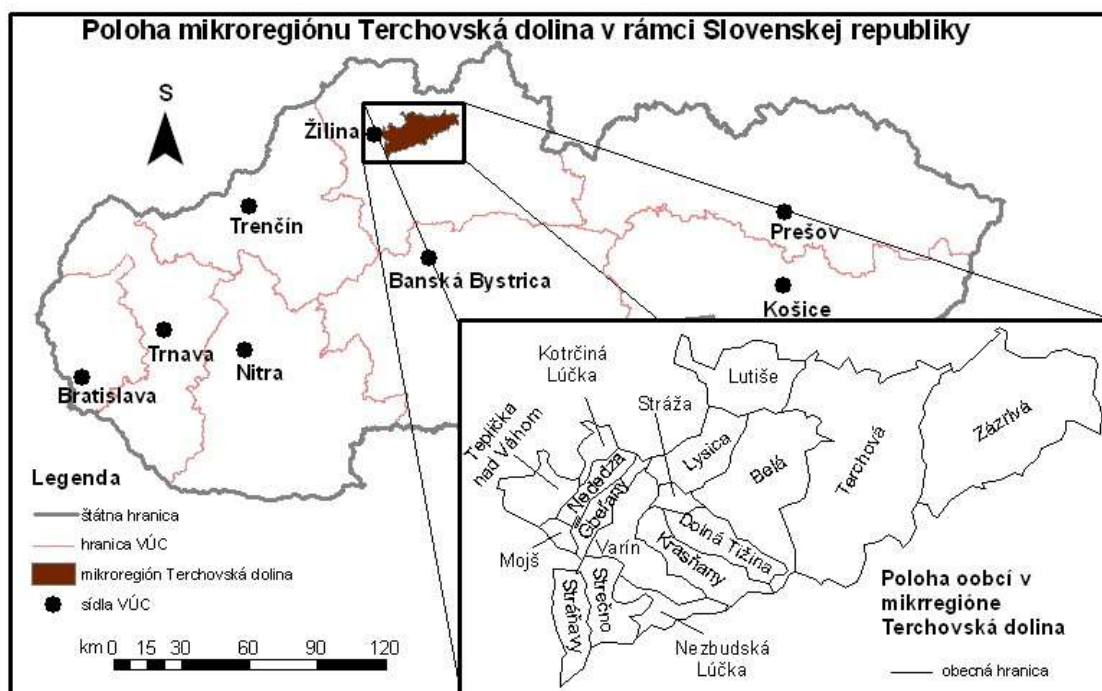 Poloha mikroregiónu Terchovská dolina v rámci Slovenskej republiky
S
Žilina
Trenčín
Prešov
Banská Bystrica
Košice
Trnava
Nitra
Bratislava
Legenda
štátna hranica
hranica VÚC
mikroregión Terchovská dolina
sídla VÚC
km 0 15 30 60 90 120
Kotrčiná
Lúčka
Lutiše
Stráža
Zázrivá
Teplička
nad Váhom
Lysica
Belá
Terchová
Nededza
Gbeľany
Dolná Tižina
Mojš
Varín
Krasňany
Stráňavy
Strečno
Nezbudská
Lúčka
Poloha oobcí v
mikrregióne
Terchovská dolina
obecná hranica